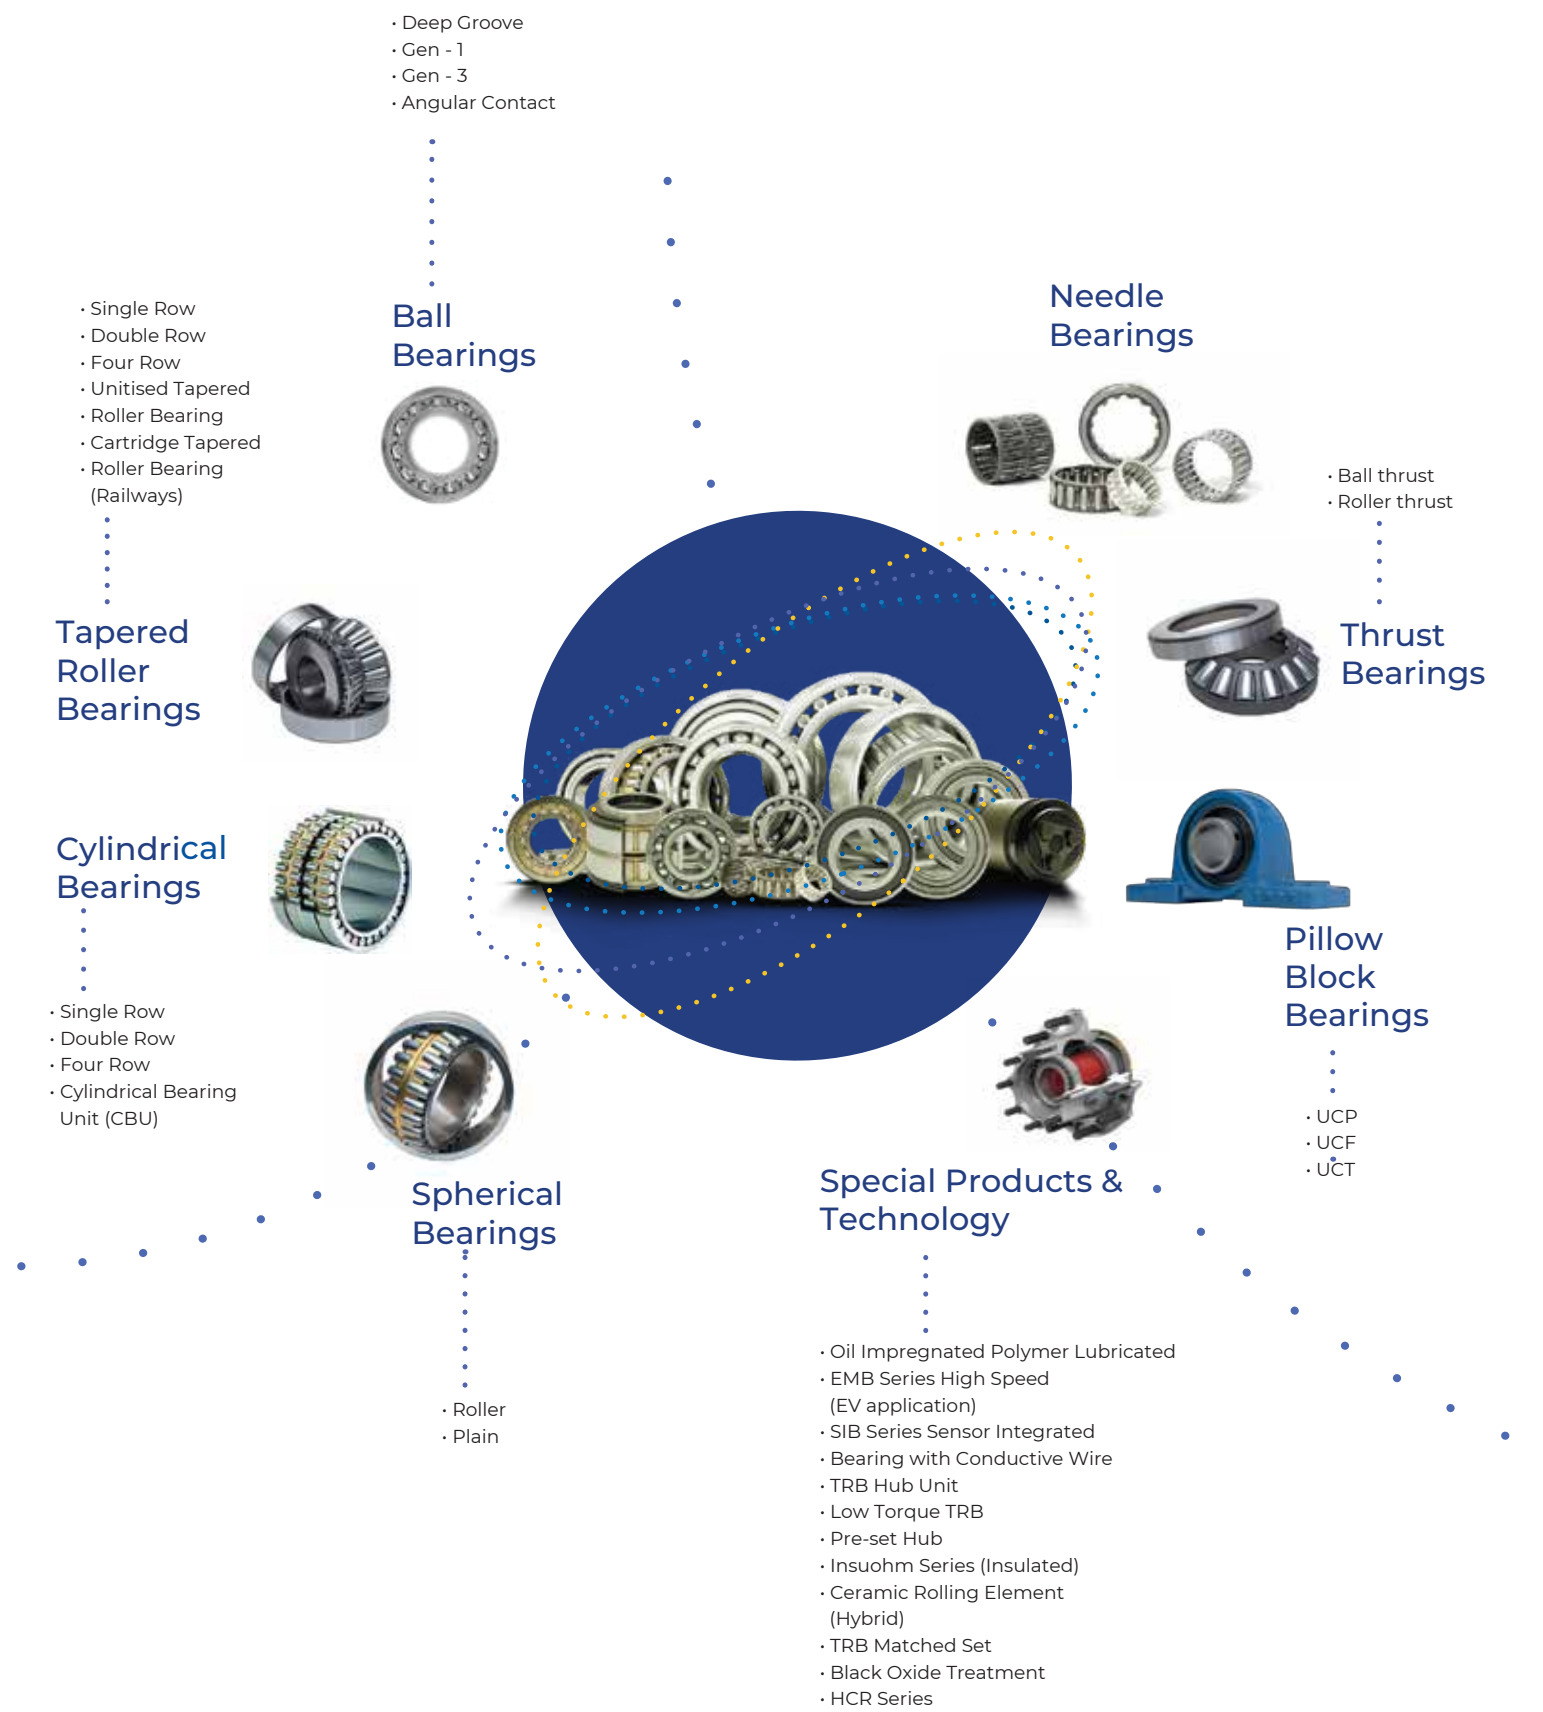 • Deep Groove
• Gen - 1
• Gen - 3
• Angular Contact
Ball
Bearings
• Single Row
• Double Row
• Four Row
• Unitised Tapered
• Roller Bearing
• Cartridge Tapered
• Roller Bearing
(Railways)
Tapered
Roller
Bearings
Cylindrical
Bearings
• Single Row
• Double Row
• Four Row
• Cylindrical Bearing
Unit (CBU)
Spherical
Bearings
• Roller
• Plain
Needle
Bearings
• Ball thrust
• Roller thrust
Thrust
Bearings
Pillow
Block
Bearings
• UCP
• UCF
• UCT
Special Products &
Technology
• Oil Impregnated Polymer Lubricated
• EMB Series High Speed
(EV application)
• SIB Series Sensor Integrated
• Bearing with Conductive Wire
• TRB Hub Unit
• Low Torque TRB
• Pre-set Hub
• Insuohm Series (Insulated)
• Ceramic Rolling Element
(Hybrid)
• TRB Matched Set
• Black Oxide Treatment
• HCR Series